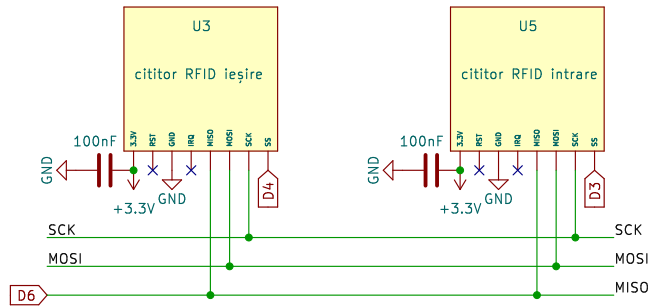 U3
U5
cititor RFID ieșire
cititor RFID intrare
3.3V RST GND IRQ MISO MOSI SCK SS
3.3V RST GND IRQ MISO MOSI SCK SS
100nF
100nF
GND
GND
GND
GND
D4
D3
+3.3V
+3.3V
SCK
SCK
MOSI
MOSI
D6
MISO